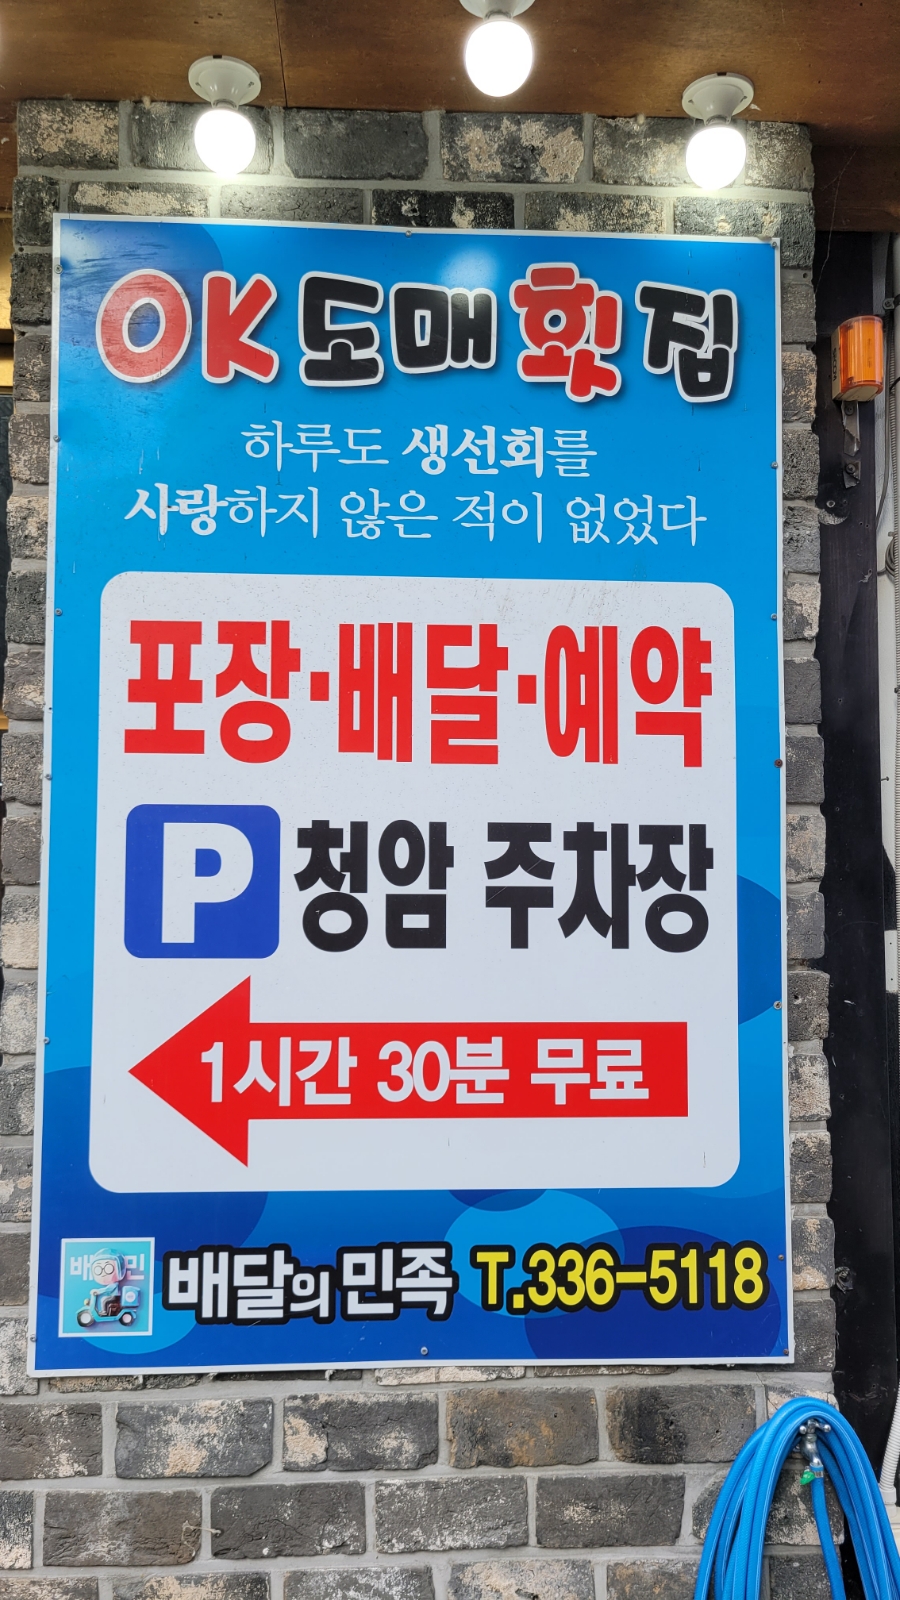 OK도매횟집
하루도 생선회를
사랑하지 않은 적이 없었다
포장·배달·예약
P 청암 주차장
1시간 30분 무료
배민
배달의민족 T.336-5118